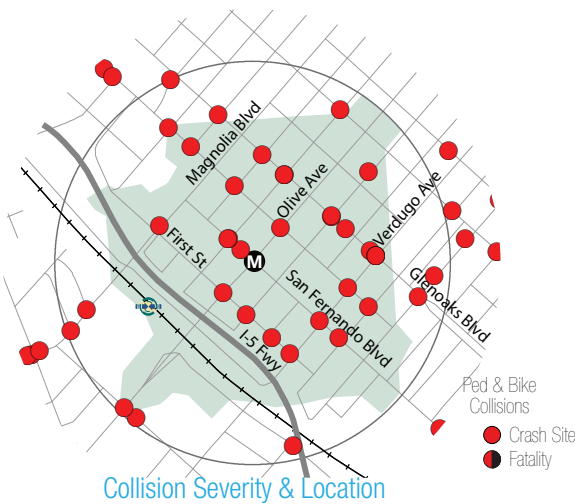 Magnolia Blvd
Olive Ave
Verdugo Ave
First St
M
San Fernando Blvd
Glenoaks Blvd
I-5 Fwy
Ped & Bike
Collisions
Crash Site
Fatality
Collision Severity & Location